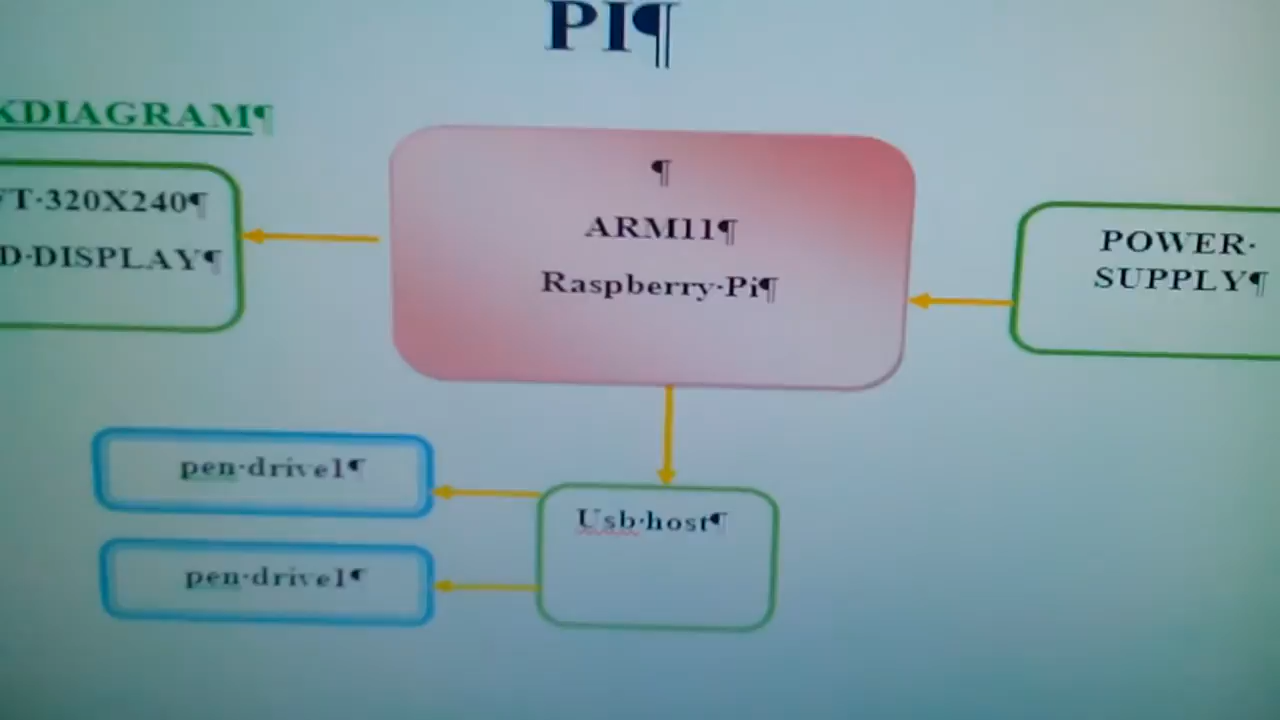 PI¶
KDIAGRAM¶
FT·320X240¶
D·DISPLAY¶
¶
ARM11¶
Raspberry·Pi¶
POWER·
SUPPLY¶
pen·drive1¶
pen·drive1¶
Usb·host¶